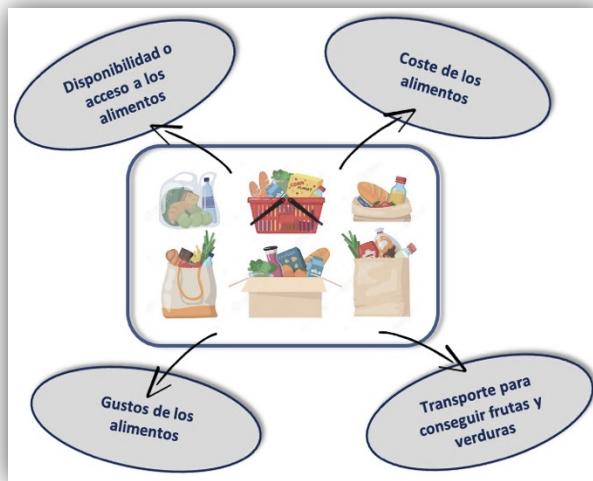 Disponibilidad o
acceso a los
alimentos
Coste de los
alimentos
Gustos de los
alimentos
Transporte para
conseguir frutas y
verduras